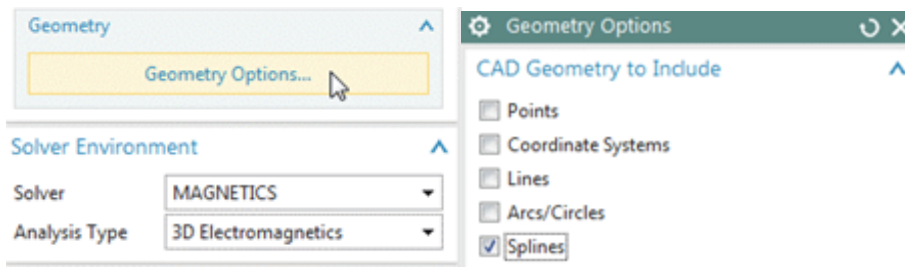 Geometry
Geometry Options...
Solver Environment
Solver MAGNETICS
Analysis Type 3D Electromagnetics
Geometry Options
CAD Geometry to Include
Points
Coordinate Systems
Lines
Arcs/Circles
Splines